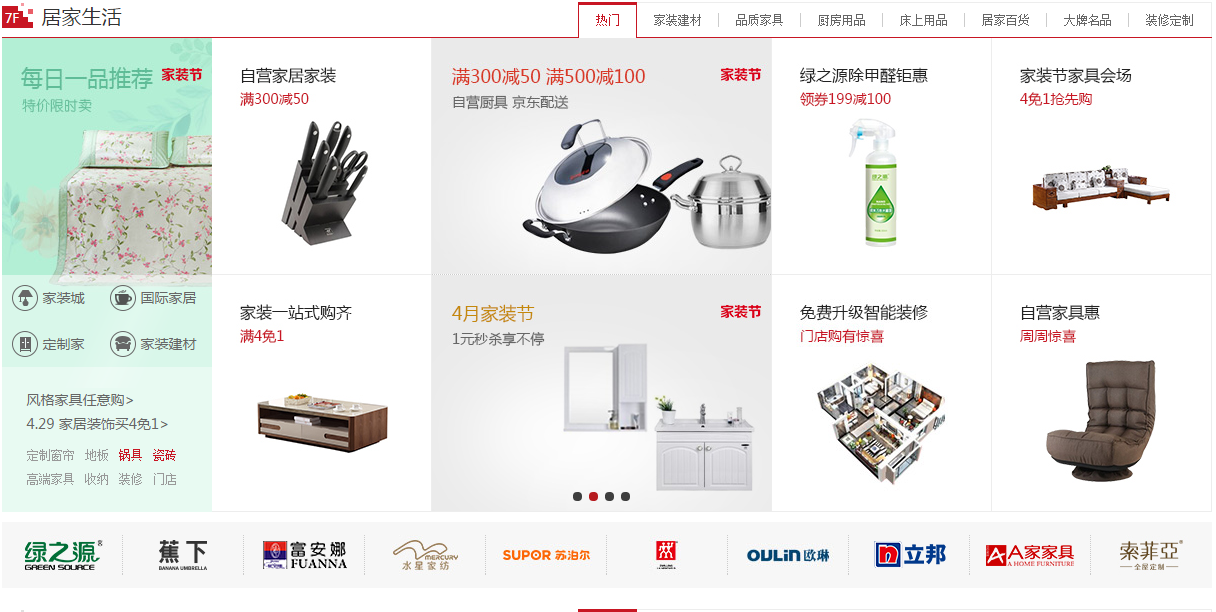 7F 居家生活
热门 家装建材 品质家具 厨房用品 床上用品 居家百货 大牌名品 装修定制
每日一品推荐 家装节
特价限时卖
自营家居家装
满300减50
满300减50 满500减100 家装节
自营厨具 京东配送
绿之源除甲醛钜惠
领券199减100
家装节家具会场
4免1抢先购
绿之源
家装城 国际家居
定制家 家装建材
风格家具任意购>
4.29 家居装饰买4免1>
定制窗帘 地板 锅具 瓷砖
高端家具 收纳 装修 门店
家装一站式购齐
满4免1
4月家装节 家装节
1元秒杀享不停
免费升级智能装修
门店购有惊喜
自营家具惠
周周惊喜
绿之源®
GREEN SOURCE
蕉下
BANANA UMBRELLA
富安娜
FUANNA
MERCURY
水星家纺
SUPOR 苏泊尔
OULIN 欧琳
立邦
A家家具
A HOME FURNITURE
索菲亞
全屋定制